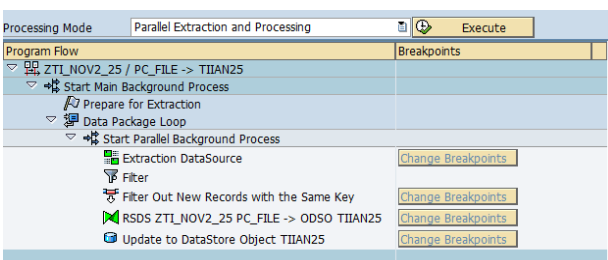 Processing Mode Parallel Extraction and Processing Execute
Program Flow Breakpoints
ZTI_NOV2_25 / PC_FILE -> TIIAN25
Start Main Background Process
Prepare for Extraction
Data Package Loop
Start Parallel Background Process
Extraction DataSource Change Breakpoints
Filter
Filter Out New Records with the Same Key Change Breakpoints
RSDS ZTI_NOV2_25 PC_FILE -> ODSO TIIAN25 Change Breakpoints
Update to DataStore Object TIIAN25 Change Breakpoints